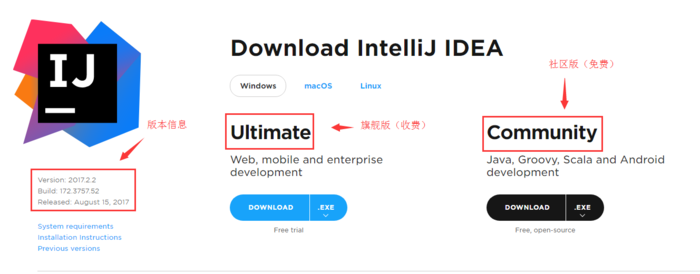 IJ
Download IntelliJ IDEA
社区版（免费）
Windows
macOS
Linux
版本信息
Ultimate
旗舰版（收费）
Community
Web, mobile and enterprise
development
Java, Groovy, Scala and Android
development
Version: 2017.2.2
Build: 172.3757.52
Released: August 15, 2017
DOWNLOAD
.EXE
DOWNLOAD
.EXE
System requirements
Installation Instructions
Previous versions
Free trial
Free, open-source